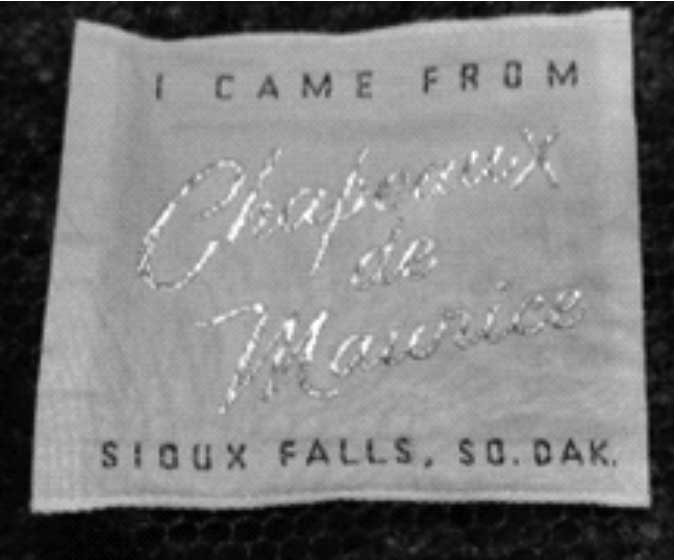 I CAME FROM
Chapeaux
de
Maurice
SIOUX FALLS, SO. DAK.